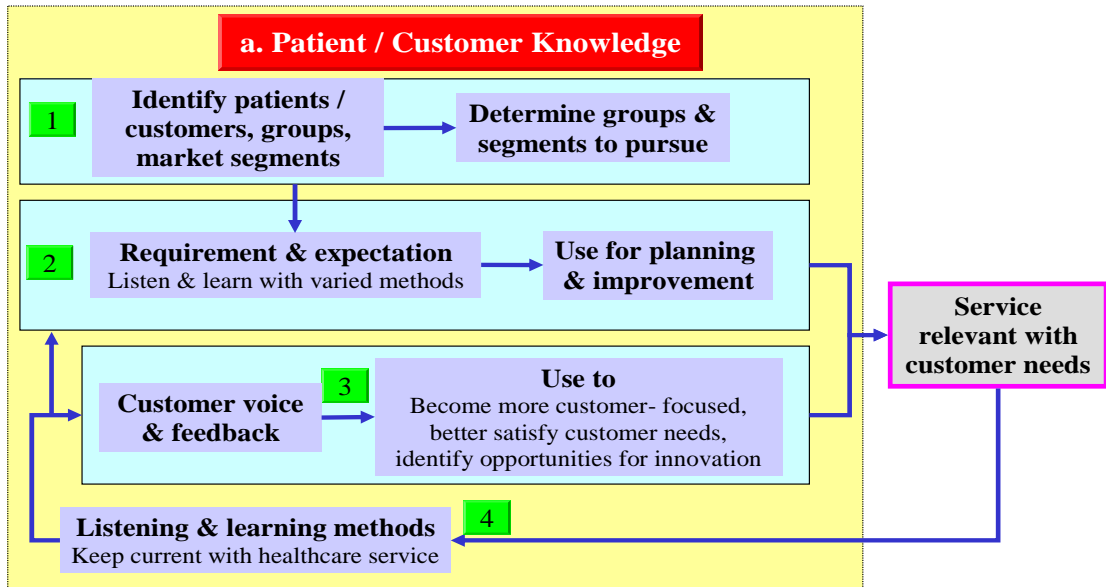 a. Patient / Customer Knowledge
1
Identify patients /
customers, groups,
market segments
Determine groups &
segments to pursue
2
Requirement & expectation
Listen & learn with varied methods
Use for planning
& improvement
Service
relevant with
customer needs
Customer voice
& feedback
3
Use to
Become more customer- focused,
better satisfy customer needs,
identify opportunities for innovation
Listening & learning methods
Keep current with healthcare service
4